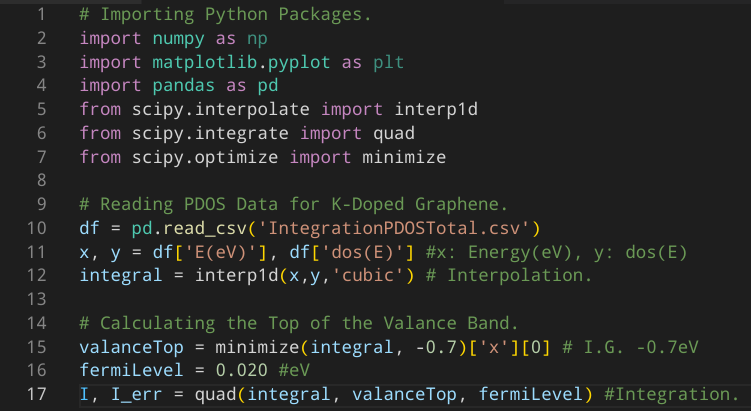 1 # Importing Python Packages.
2 import numpy as np
3 import matplotlib.pyplot as plt
4 import pandas as pd
5 from scipy.interpolate import interp1d
6 from scipy.integrate import quad
7 from scipy.optimize import minimize
8
9 # Reading PDOS Data for K-Doped Graphene.
10 df = pd.read_csv('IntegrationPDOSTotal.csv')
11 x, y = df['E(eV)'], df['dos(E)'] #x: Energy(eV), y: dos(E)
12 integral = interp1d(x,y,'cubic') # Interpolation.
13
14 # Calculating the Top of the Valance Band.
15 valanceTop = minimize(integral, -0.7)['x'][0] # I.G. -0.7eV
16 fermiLevel = 0.020 #eV
17 I, I_err = quad(integral, valanceTop, fermiLevel) #Integration.